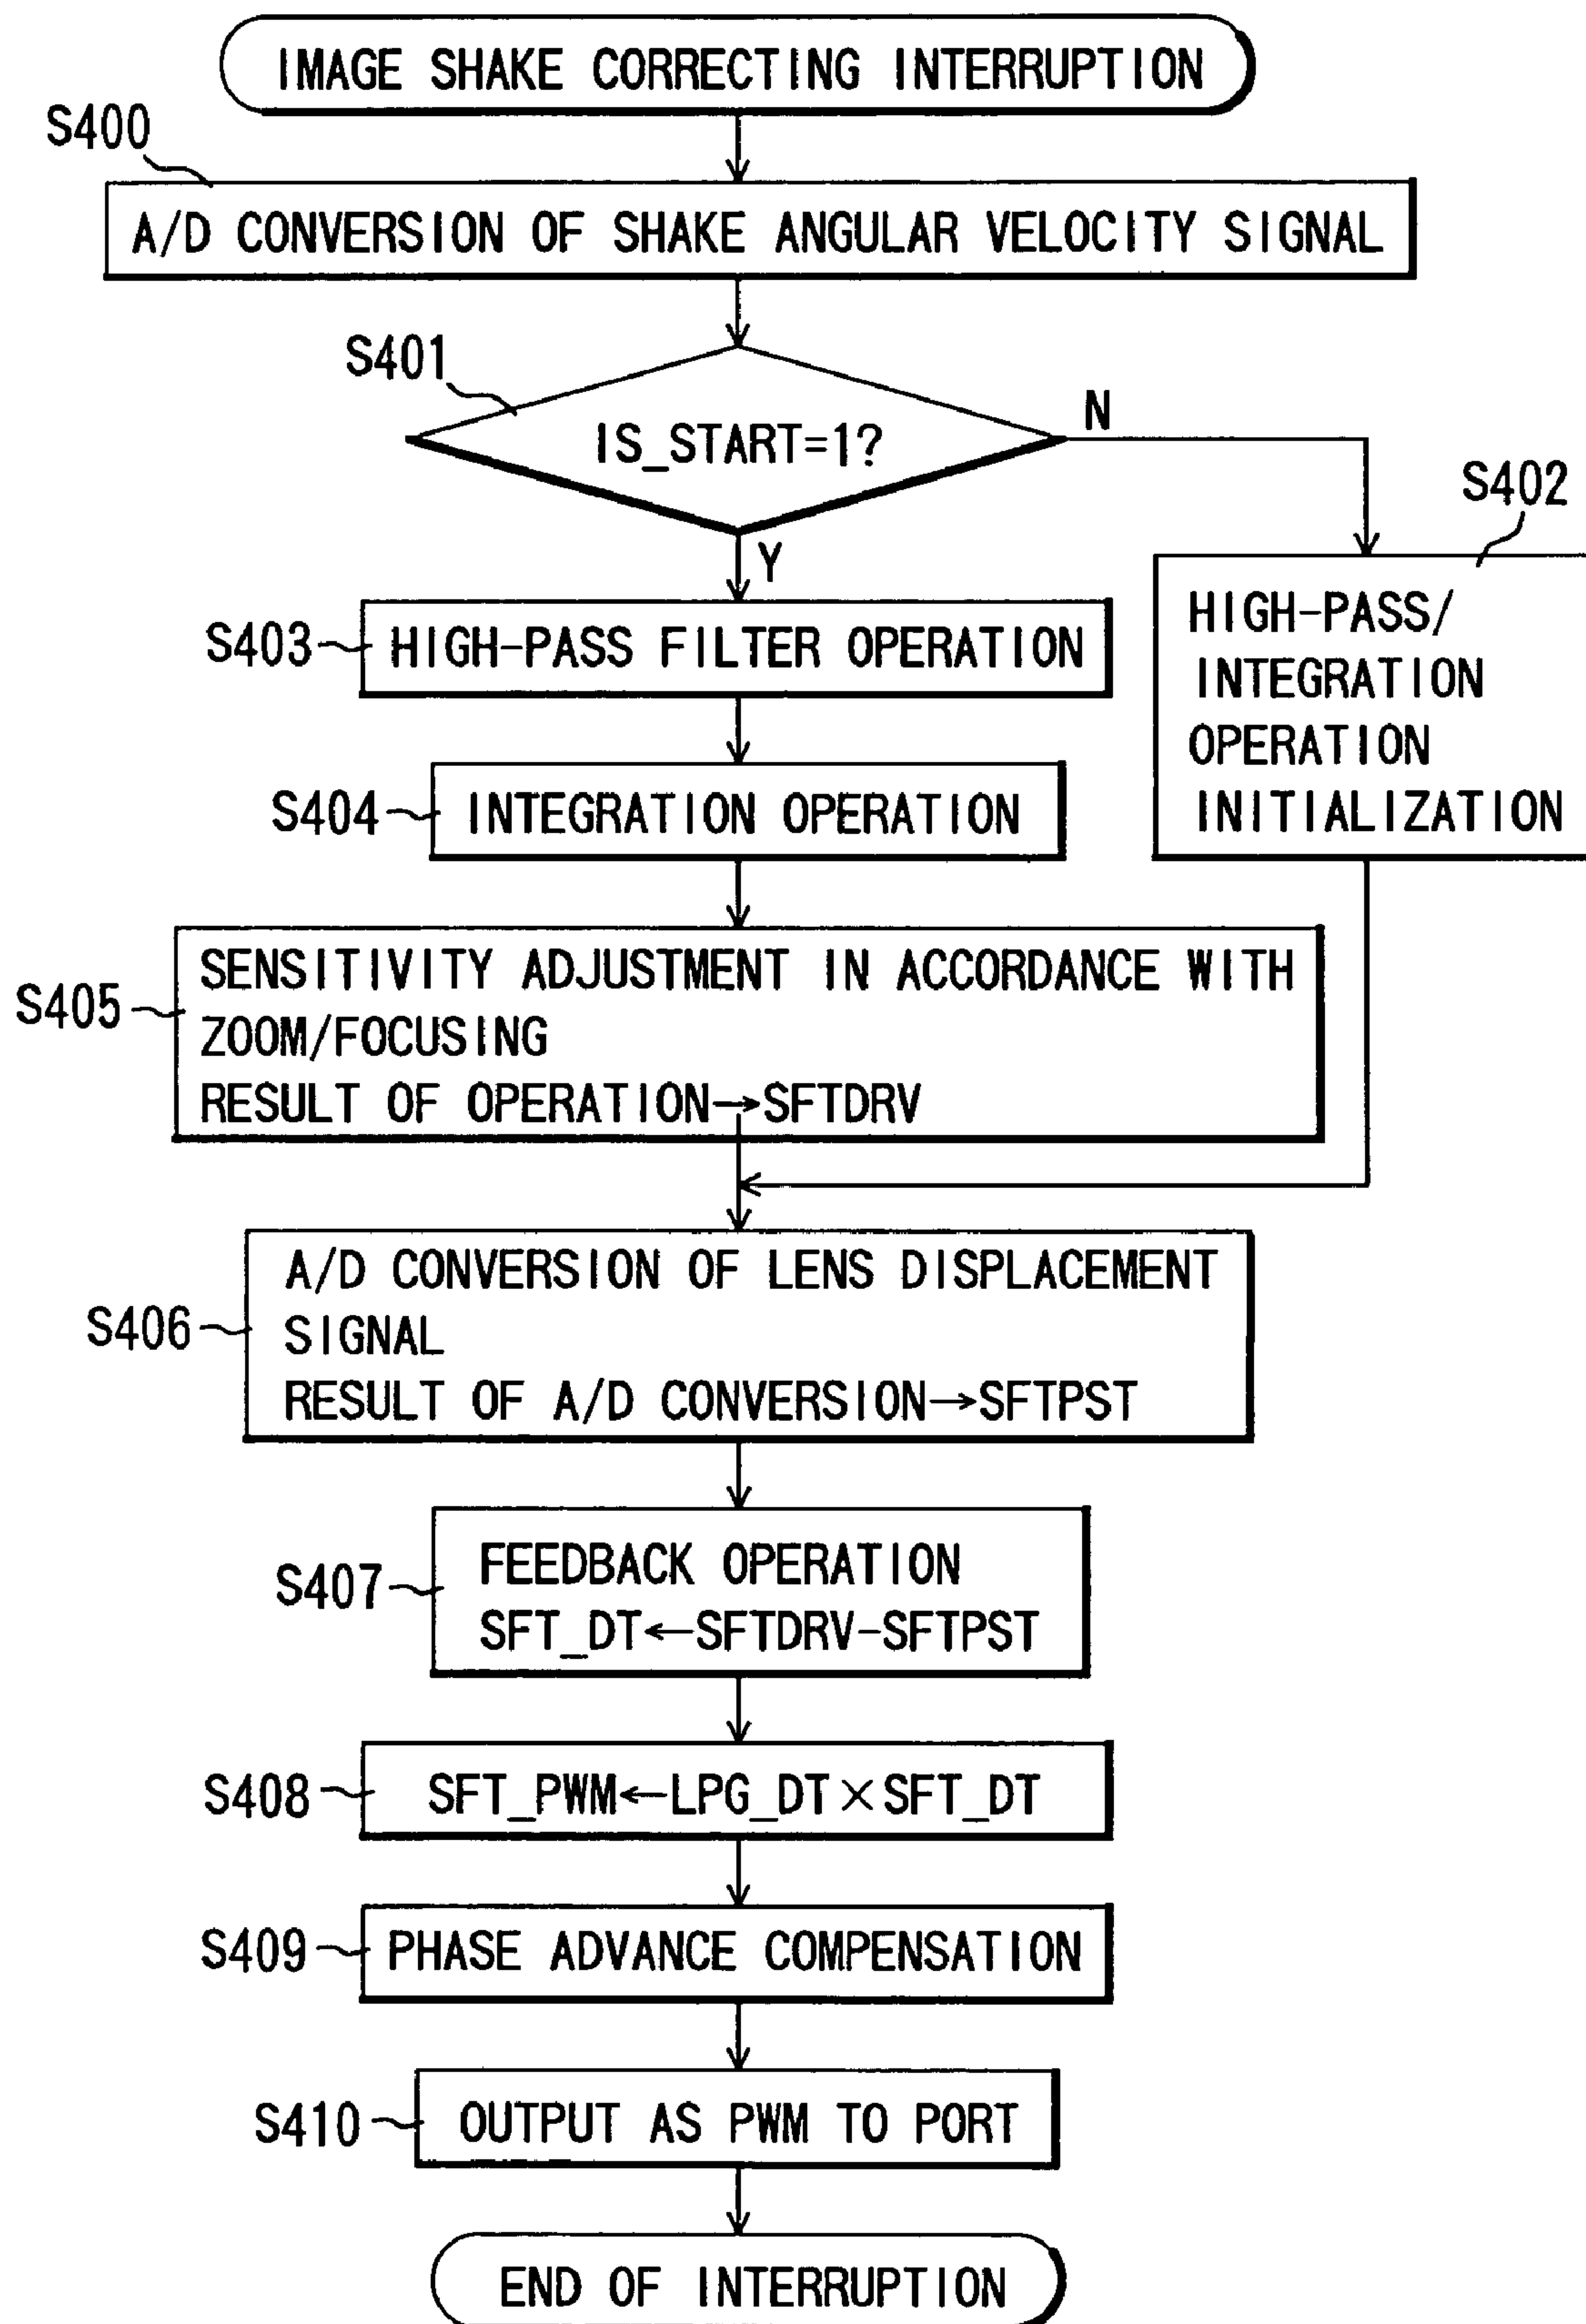 IMAGE SHAKE CORRECTING INTERRUPTION
S400
A/D CONVERSION OF SHAKE ANGULAR VELOCITY SIGNAL
S401
IS_START=1?
N
Y
S402
HIGH-PASS/
INTEGRATION
OPERATION
INITIALIZATION
S403
HIGH-PASS FILTER OPERATION
S404
INTEGRATION OPERATION
S405
SENSITIVITY ADJUSTMENT IN ACCORDANCE WITH
ZOOM/FOCUSING
RESULT OF OPERATION→SFTDRV
S406
A/D CONVERSION OF LENS DISPLACEMENT
SIGNAL
RESULT OF A/D CONVERSION→SFTPST
S407
FEEDBACK OPERATION
SFT_DT←SFTDRV-SFTPST
S408
SFT_PWM←LPG_DT×SFT_DT
S409
PHASE ADVANCE COMPENSATION
S410
OUTPUT AS PWM TO PORT
END OF INTERRUPTION